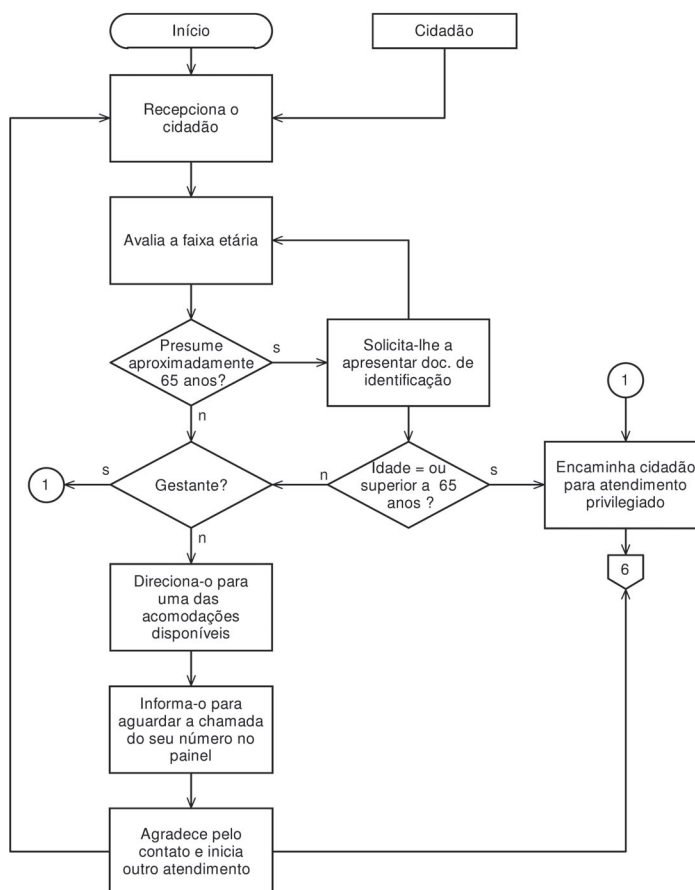 Início
Cidadão
Recepciona o
cidadão
Avalia a faixa etária
Presume
aproximadamente
65 anos?
s
Solicita-lhe a
apresentar doc. de
identificação
1
n
1
s
Gestante?
n
Idade = ou
superior a 65
anos ?
s
Encaminha cidadão
para atendimento
privilegiado
n
6
Direciona-o para
uma das
acomodações
disponíveis
Informa-o para
aguardar a chamada
do seu número no
painel
Agradece pelo
contato e inicia
outro atendimento